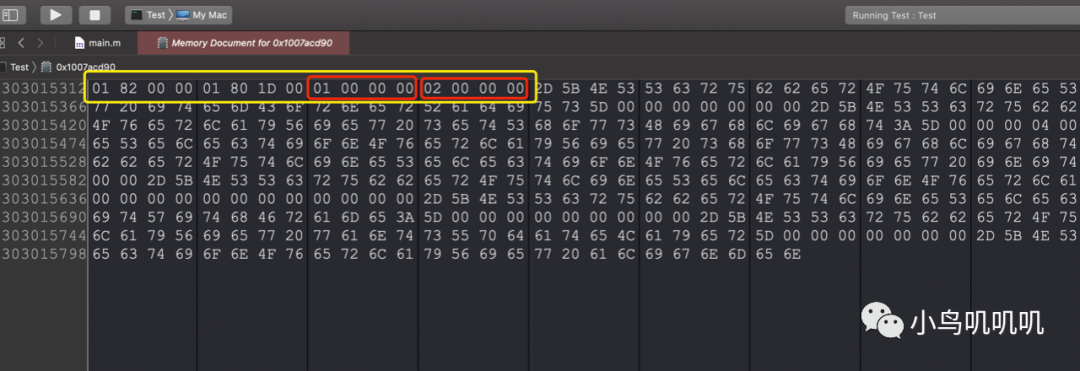 Test 〉 My Mac
Running Test : Test
main.m
Memory Document for 0x1007acd90
Test 〉 0x1007acd90
303015312 01 82 00 00 01 80 1D 00 01 00 00 00 02 00 00 00 2D 5B 4E 53 53 63 72 75 62 62 65 72 4F 75 74 6C 69 6E 65 53
303015366 77 20 69 74 65 6D 43 6F 72 6E 65 72 52 61 64 69 75 73 5D 00 00 00 00 00 00 00 2D 5B 4E 53 53 63 72 75 62 62
303015420 4F 76 65 72 6C 61 79 56 69 65 77 20 73 65 74 53 68 6F 77 73 48 69 67 68 6C 69 67 68 74 3A 5D 00 00 00 04 00
303015474 65 53 65 6C 65 63 74 69 6F 6E 4F 76 65 72 6C 61 79 56 69 65 77 20 73 68 6F 77 73 48 69 67 68 6C 69 67 68 74
303015528 62 62 65 72 4F 75 74 6C 69 6E 65 53 65 6C 65 63 74 69 6F 6E 4F 76 65 72 6C 61 79 56 69 65 77 20 69 6E 69 74
303015582 00 00 2D 5B 4E 53 53 63 72 75 62 62 65 72 4F 75 74 6C 69 6E 65 53 65 6C 65 63 74 69 6F 6E 4F 76 65 72 6C 61
303015636 00 00 00 00 00 00 00 00 00 00 00 00 2D 5B 4E 53 53 63 72 75 62 62 65 72 4F 75 74 6C 69 6E 65 53 65 6C 65 63
303015690 69 74 57 69 74 68 46 72 61 6D 65 3A 5D 00 00 00 00 00 00 00 00 00 2D 5B 4E 53 53 63 72 75 62 62 65 72 4F 75
303015744 6C 61 79 56 69 65 77 20 77 61 6E 74 73 55 70 64 61 74 65 4C 61 79 65 72 5D 00 00 00 00 00 00 00 2D 5B 4E 53
303015798 65 63 74 69 6F 6E 4F 76 65 72 6C 61 79 56 69 65 77 20 61 6C 69 67 6E 6D 65 6E
小鸟叽叽叽